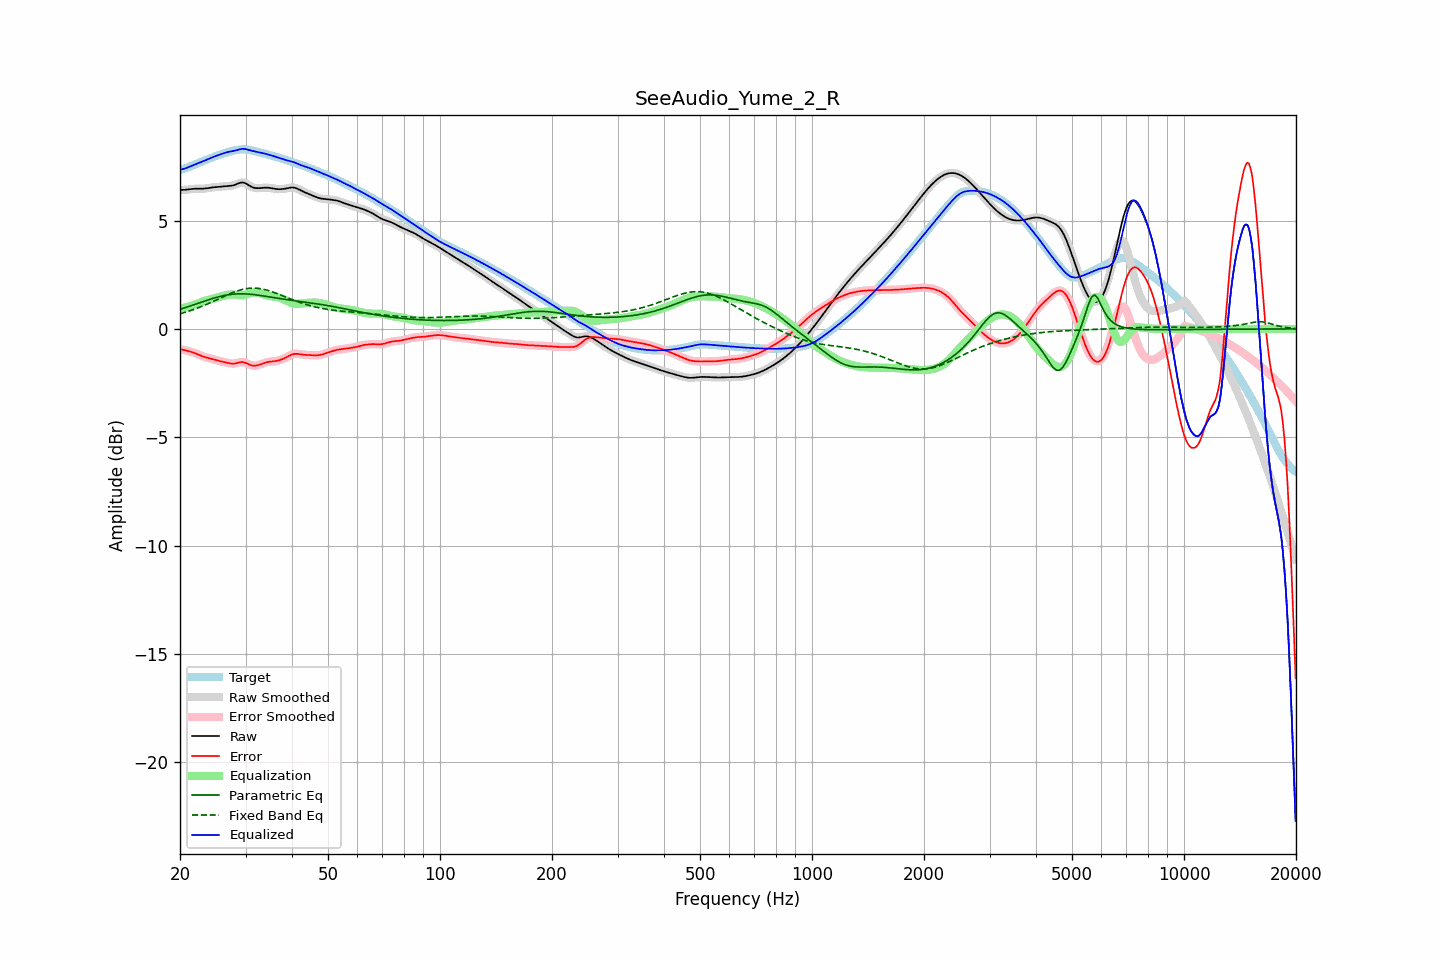 SeeAudio_Yume_2_R
Amplitude (dBr)
5
0
−5
−10
−15
−20
Target
Raw Smoothed
Error Smoothed
Raw
Error
Equalization
Parametric Eq
Fixed Band Eq
Equalized
20 50 100 200 500 1000 2000 5000 10000 20000
Frequency (Hz)